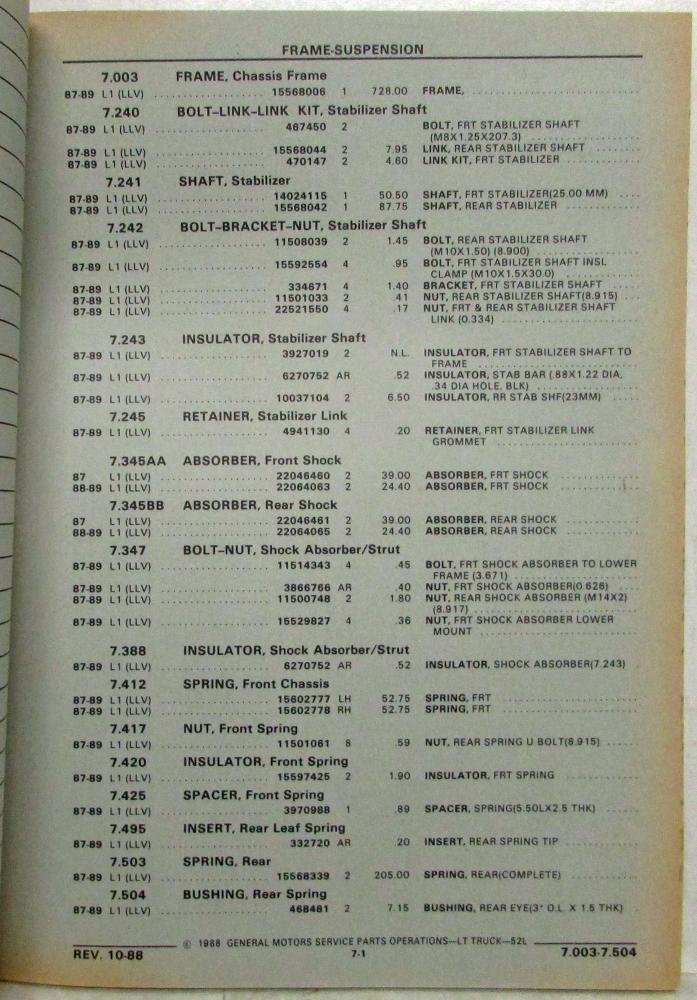 FRAME-SUSPENSION
7.003 FRAME, Chassis Frame
87-89 L1 (LLV) .................... 15568006 1 728.00 FRAME, ............................
7.240 BOLT–LINK–LINK KIT, Stabilizer Shaft
87-89 L1 (LLV) .................... 467450 2 BOLT, FRT STABILIZER SHAFT
(M8X1.25X207.3) ......................
87-89 L1 (LLV) .................... 15568044 2 7.95 LINK, REAR STABILIZER SHAFT .........
87-89 L1 (LLV) .................... 470147 2 4.60 LINK KIT, FRT STABILIZER .............
7.241 SHAFT, Stabilizer
87-89 L1 (LLV) .................... 14024115 1 50.50 SHAFT, FRT STABILIZER(25.00 MM) ....
87-89 L1 (LLV) .................... 15568042 1 87.75 SHAFT, REAR STABILIZER .............
7.242 BOLT–BRACKET–NUT, Stabilizer Shaft
87-89 L1 (LLV) .................... 11508039 2 1.45 BOLT, REAR STABILIZER SHAFT
(M10X1.50) (8.900) ..................
87-89 L1 (LLV) .................... 15592554 4 .95 BOLT, FRT STABILIZER SHAFT INSL
CLAMP (M10X1.5X30.0) ..............
87-89 L1 (LLV) .................... 334671 4 1.40 BRACKET, FRT STABILIZER SHAFT ......
87-89 L1 (LLV) .................... 11501033 2 .41 NUT, REAR STABILIZER SHAFT(8.915) ...
87-89 L1 (LLV) .................... 22521550 4 .17 NUT, FRT & REAR STABILIZER SHAFT
LINK (0.334) .......................
7.243 INSULATOR, Stabilizer Shaft
87-89 L1 (LLV) .................... 3927019 2 N.L. INSULATOR, FRT STABILIZER SHAFT TO
FRAME ............................
87-89 L1 (LLV) .................... 6270752 AR .52 INSULATOR, STAB BAR (.88X1.22 DIA,
.34 DIA HOLE, BLK) ..................
87-89 L1 (LLV) .................... 10037104 2 6.50 INSULATOR, RR STAB SHF(23MM) ......
7.245 RETAINER, Stabilizer Link
87-89 L1 (LLV) .................... 4941130 4 .20 RETAINER, FRT STABILIZER LINK
GROMMET ........................
7.345AA ABSORBER, Front Shock
87 L1 (LLV) .................... 22046460 2 39.00 ABSORBER, FRT SHOCK ..............
88-89 L1 (LLV) .................... 22064063 2 24.40 ABSORBER, FRT SHOCK ..............
7.345BB ABSORBER, Rear Shock
87 L1 (LLV) .................... 22046461 2 39.00 ABSORBER, REAR SHOCK .............
88-89 L1 (LLV) .................... 22064065 2 24.40 ABSORBER, REAR SHOCK .............
7.347 BOLT–NUT, Shock Absorber/Strut
87-89 L1 (LLV) .................... 11514343 4 .45 BOLT, FRT SHOCK ABSORBER TO LOWER
FRAME (3.671) .....................
87-89 L1 (LLV) .................... 3866766 AR .40 NUT, FRT SHOCK ABSORBER(0.626) ....
87-89 L1 (LLV) .................... 11500748 2 1.80 NUT, REAR SHOCK ABSORBER (M14X2)
(8.917) ............................
87-89 L1 (LLV) .................... 15529827 4 .36 NUT, FRT SHOCK ABSORBER LOWER
MOUNT ..........................
7.388 INSULATOR, Shock Absorber/Strut
87-89 L1 (LLV) .................... 6270752 AR .52 INSULATOR, SHOCK ABSORBER(7.243) .
7.412 SPRING, Front Chassis
87-89 L1 (LLV) .................... 15602777 LH 52.75 SPRING, FRT ........................
87-89 L1 (LLV) .................... 15602778 RH 52.75 SPRING, FRT ........................
7.417 NUT, Front Spring
87-89 L1 (LLV) .................... 11501061 8 .59 NUT, REAR SPRING U BOLT(8.915) ......
7.420 INSULATOR, Front Spring
87-89 L1 (LLV) .................... 15597425 2 1.90 INSULATOR, FRT SPRING ..............
7.425 SPACER, Front Spring
87-89 L1 (LLV) .................... 3970988 1 .89 SPACER, SPRING(5.50LX2.5 THK) ......
7.495 INSERT, Rear Leaf Spring
87-89 L1 (LLV) .................... 332720 AR .20 INSERT, REAR SPRING TIP .............
7.503 SPRING, Rear
87-89 L1 (LLV) .................... 15568339 2 205.00 SPRING, REAR(COMPLETE) ............
7.504 BUSHING, Rear Spring
87-89 L1 (LLV) .................... 468481 2 7.15 BUSHING, REAR EYE(3" O.L. X 1.5 THK) .
© 1988 GENERAL MOTORS SERVICE PARTS OPERATIONS—LT TRUCK—52L
REV. 10-88 7-1 7.003-7.504